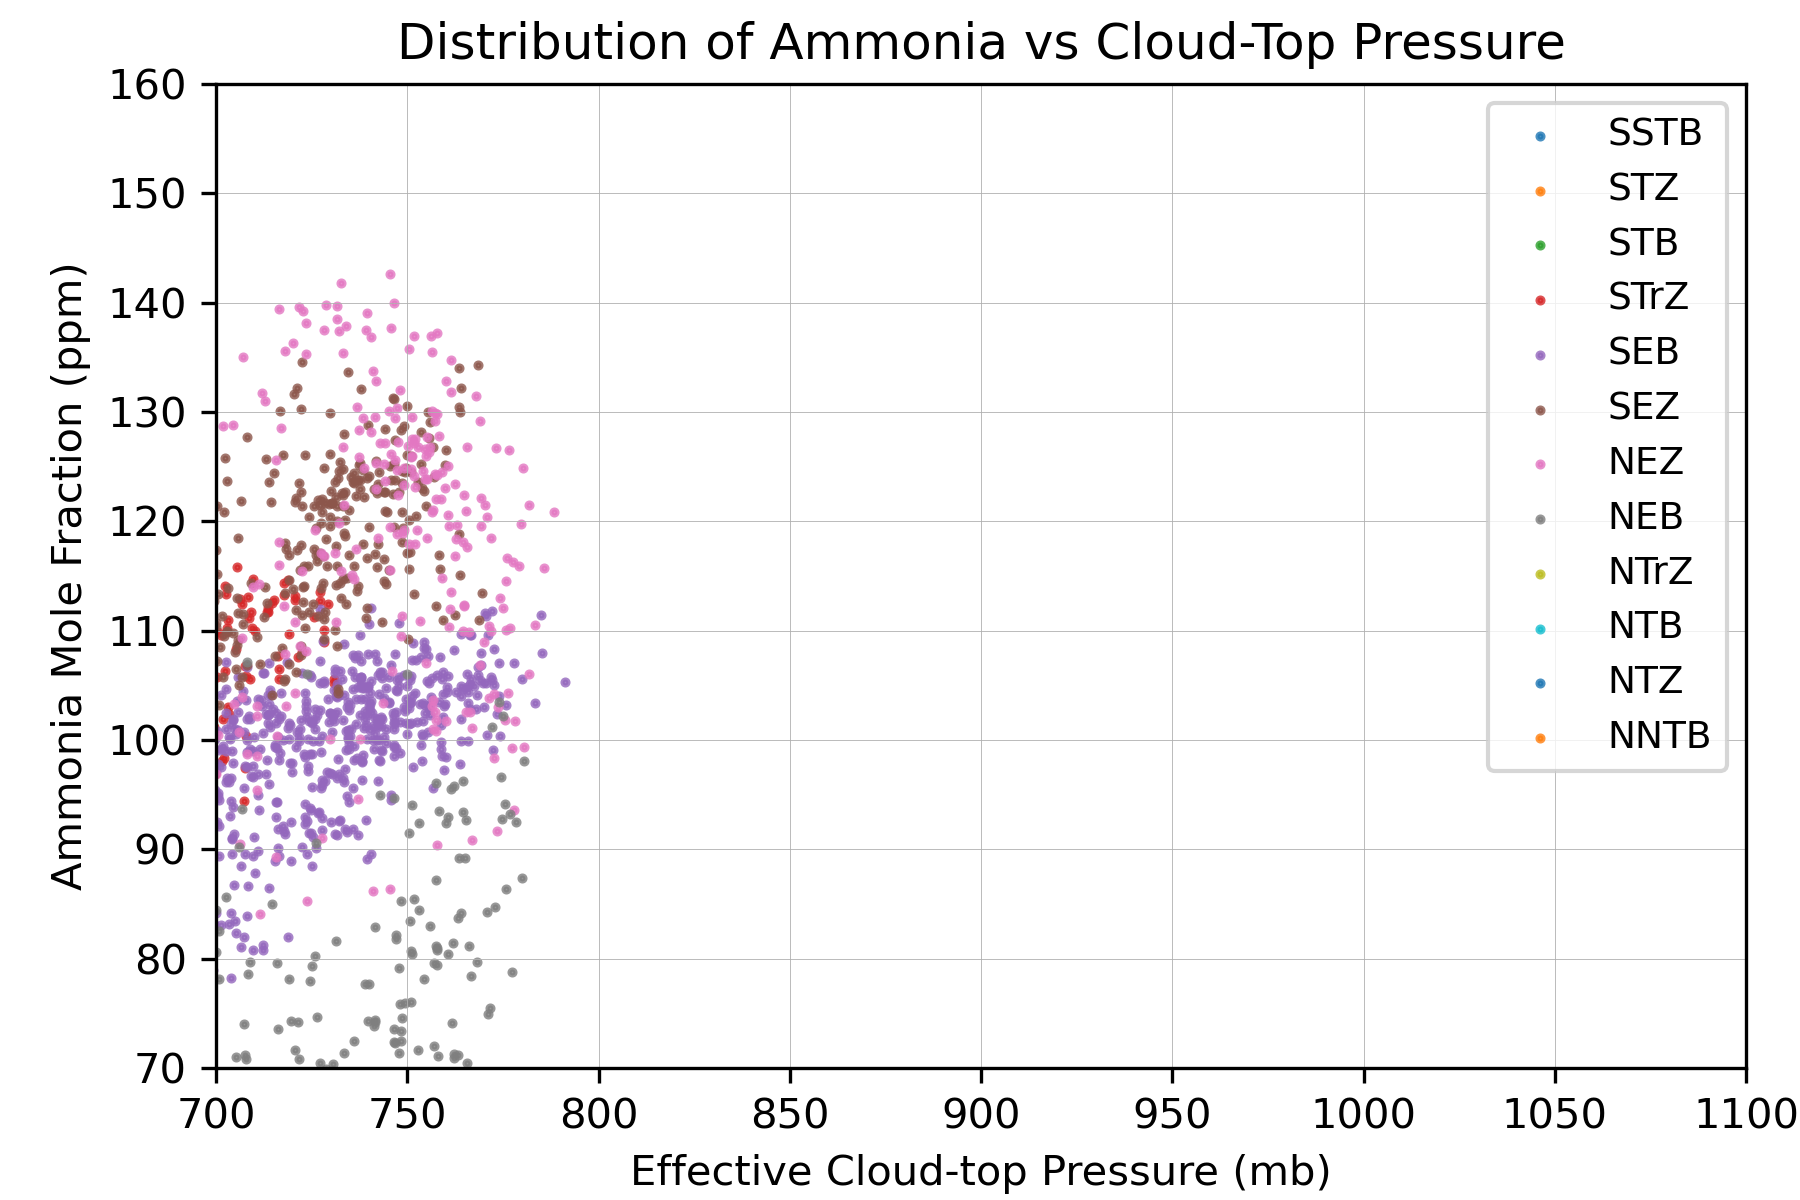 Distribution of Ammonia vs Cloud-Top Pressure
160
150
140
130
120
110
100
90
80
70
Ammonia Mole Fraction (ppm)
SSTB
STZ
STB
STrZ
SEB
SEZ
NEZ
NEB
NTrZ
NTB
NTZ
NNTB
700 750 800 850 900 950 1000 1050 1100
Effective Cloud-top Pressure (mb)